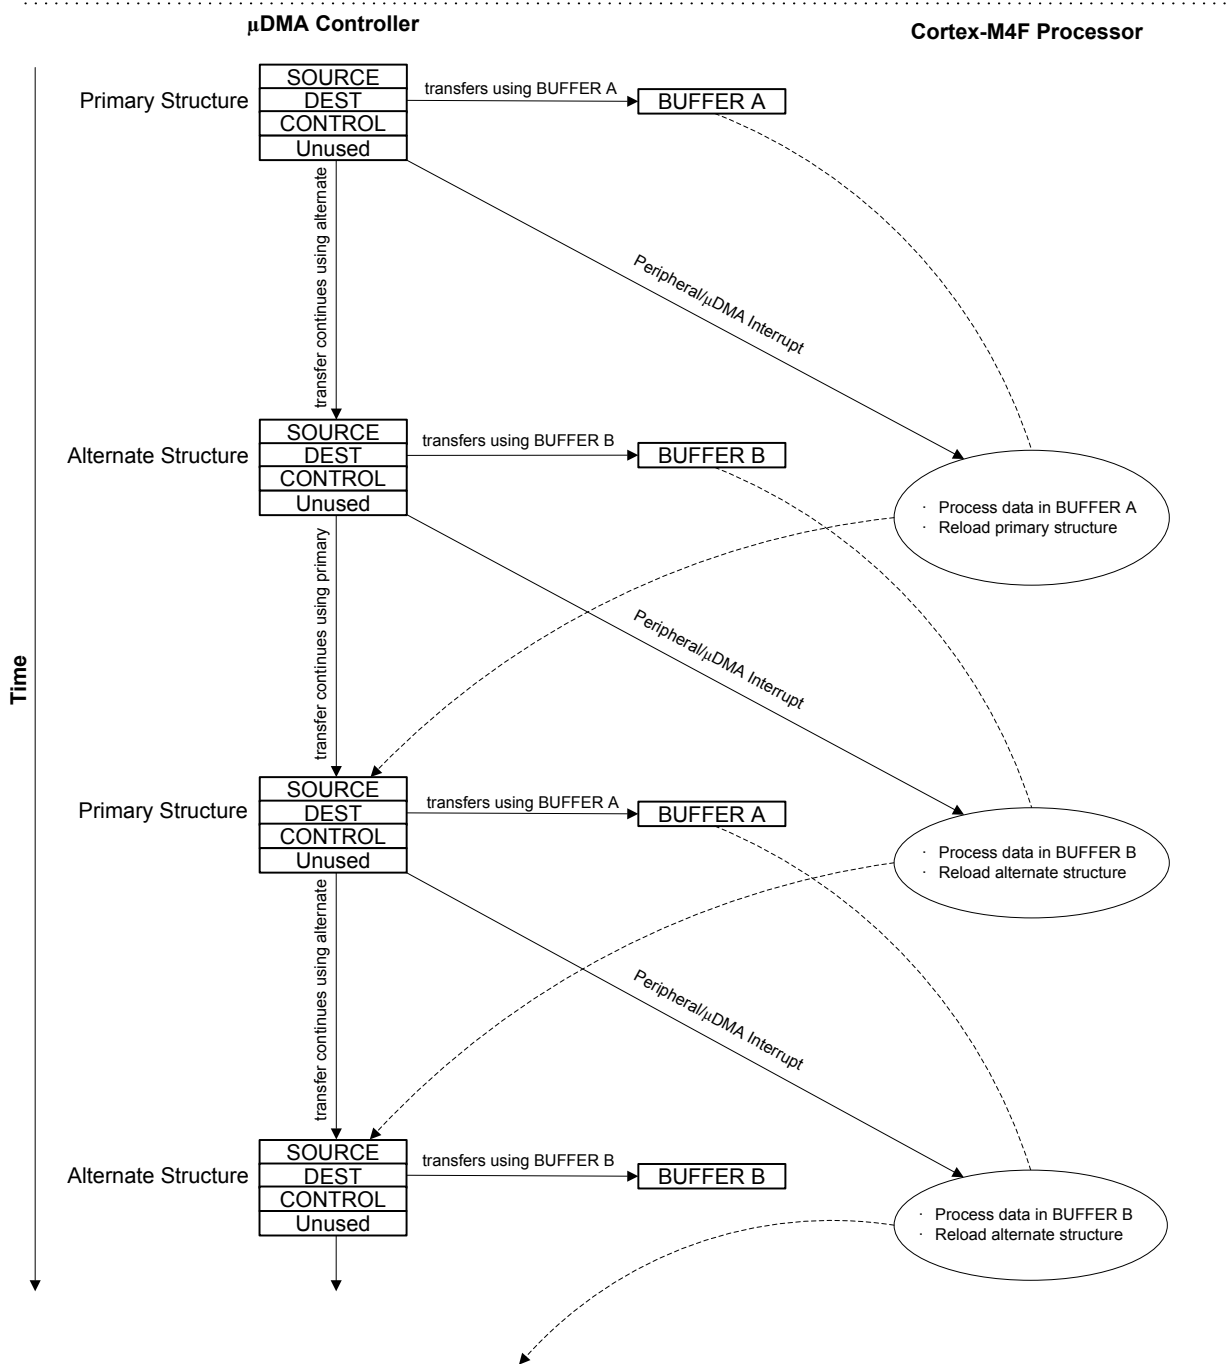 μDMA Controller
Cortex-M4F Processor
SOURCE
transfers using BUFFER A
Primary Structure
DEST
BUFFER A
CONTROL
Unused
transfer continues using alternate
Peripheral/μDMA Interrupt
SOURCE
transfers using BUFFER B
Alternate Structure
DEST
BUFFER B
CONTROL
Unused
· Process data in BUFFER A
· Reload primary structure
transfer continues using primary
Peripheral/μDMA Interrupt
Time
SOURCE
transfers using BUFFER A
Primary Structure
DEST
BUFFER A
CONTROL
Unused
· Process data in BUFFER B
· Reload alternate structure
transfer continues using alternate
Peripheral/μDMA Interrupt
SOURCE
transfers using BUFFER B
Alternate Structure
DEST
BUFFER B
CONTROL
Unused
· Process data in BUFFER B
· Reload alternate structure